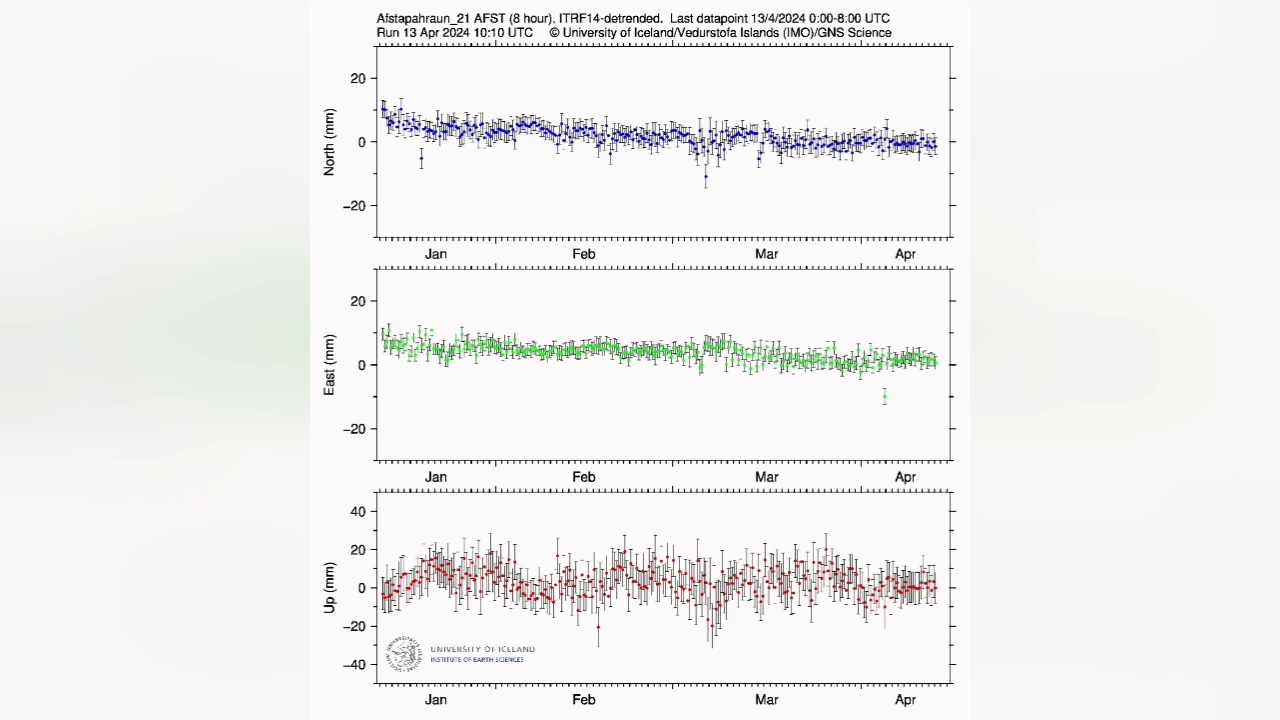 Afstapahraun_21 AFST (8 hour), ITRF14-detrended. Last datapoint 13/4/2024 0:00-8:00 UTC
Run 13 Apr 2024 10:10 UTC © University of Iceland/Vedurstofa Islands (IMO)/GNS Science
20
0
−20
North (mm)
Jan Feb Mar Apr
20
0
−20
East (mm)
Jan Feb Mar Apr
40
20
0
−20
−40
Up (mm)
UNIVERSITY OF ICELAND
INSTITUTE OF EARTH SCIENCES
Jan Feb Mar Apr